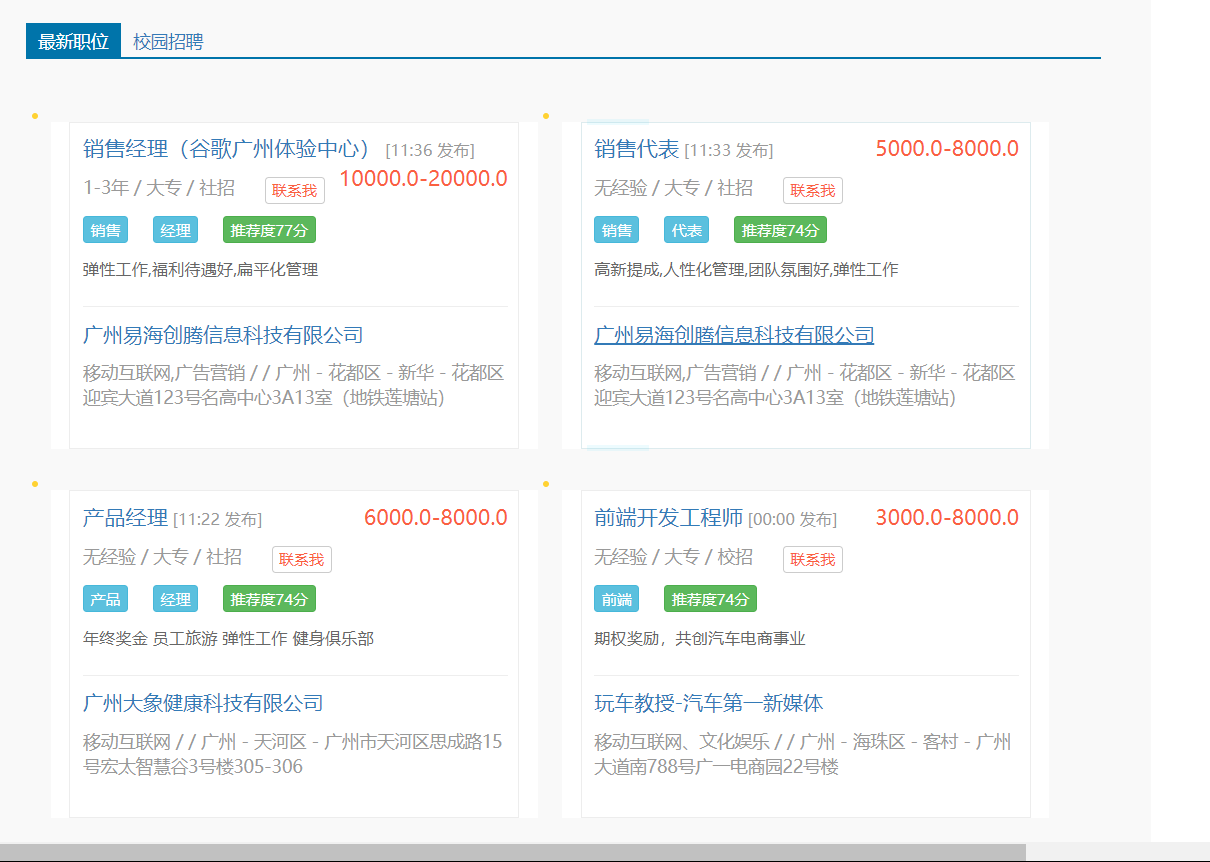 最新职位 校园招聘
销售经理（谷歌广州体验中心） [11:36 发布]
10000.0-20000.0
1-3年 / 大专 / 社招 联系我
销售 经理 推荐度77分
弹性工作,福利待遇好,扁平化管理
广州易海创腾信息科技有限公司
移动互联网,广告营销 / / 广州 - 花都区 - 新华 - 花都区
迎宾大道123号名高中心3A13室（地铁莲塘站）
销售代表 [11:33 发布] 5000.0-8000.0
无经验 / 大专 / 社招 联系我
销售 代表 推荐度74分
高新提成,人性化管理,团队氛围好,弹性工作
广州易海创腾信息科技有限公司
移动互联网,广告营销 / / 广州 - 花都区 - 新华 - 花都区
迎宾大道123号名高中心3A13室（地铁莲塘站）
产品经理 [11:22 发布] 6000.0-8000.0
无经验 / 大专 / 社招 联系我
产品 经理 推荐度74分
年终奖金 员工旅游 弹性工作 健身俱乐部
广州大象健康科技有限公司
移动互联网 / / 广州 - 天河区 - 广州市天河区思成路15
号宏太智慧谷3号楼305-306
前端开发工程师 [00:00 发布] 3000.0-8000.0
无经验 / 大专 / 校招 联系我
前端 推荐度74分
期权奖励，共创汽车电商事业
玩车教授-汽车第一新媒体
移动互联网、文化娱乐 / / 广州 - 海珠区 - 客村 - 广州
大道南788号广一电商园22号楼